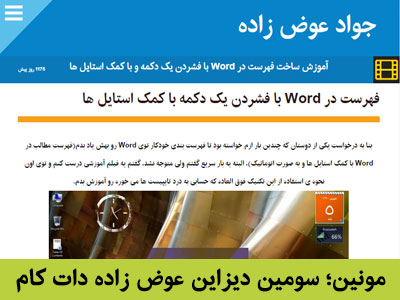 جواد عوض زاده
آموزش ساخت فهرست در Word با فشردن یک دکمه و با کمک استایل ها
1175 روز پیش
فهرست در Word با فشردن یک دکمه با کمک استایل ها
بنا به درخواست یکی از دوستان که چندین بار ازم خواسته بود تا فهرست بندی خودکار توی Word رو بهش یاد بدم(فهرست مطالب در
Word با کمک استایل ها و به صورت اتوماتیک). البته یه بار سریع گفتم ولی متوجه نشد، گفتم یه فیلم آموزشی درست کنم و توی اون
نحوه ی استفاده از این تکنیک فوق العاده که حسابی به درد تایپیست ها می خوره رو آموزش بدم.
۵
66%
مونین؛ سومین دیزاین عوض زاده دات کام